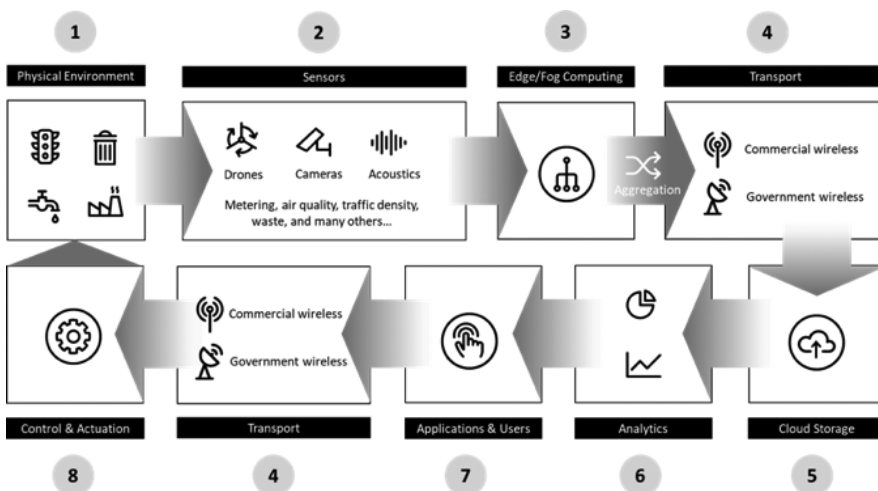 1
2
3
4
Physical Environment
Sensors
Edge/Fog Computing
Transport
Drones
Cameras
Acoustics
Metering, air quality, traffic density,
waste, and many others...
Aggregation
Commercial wireless
Government wireless
Commercial wireless
Government wireless
Control & Actuation
Transport
Applications & Users
Analytics
Cloud Storage
8
4
7
6
5